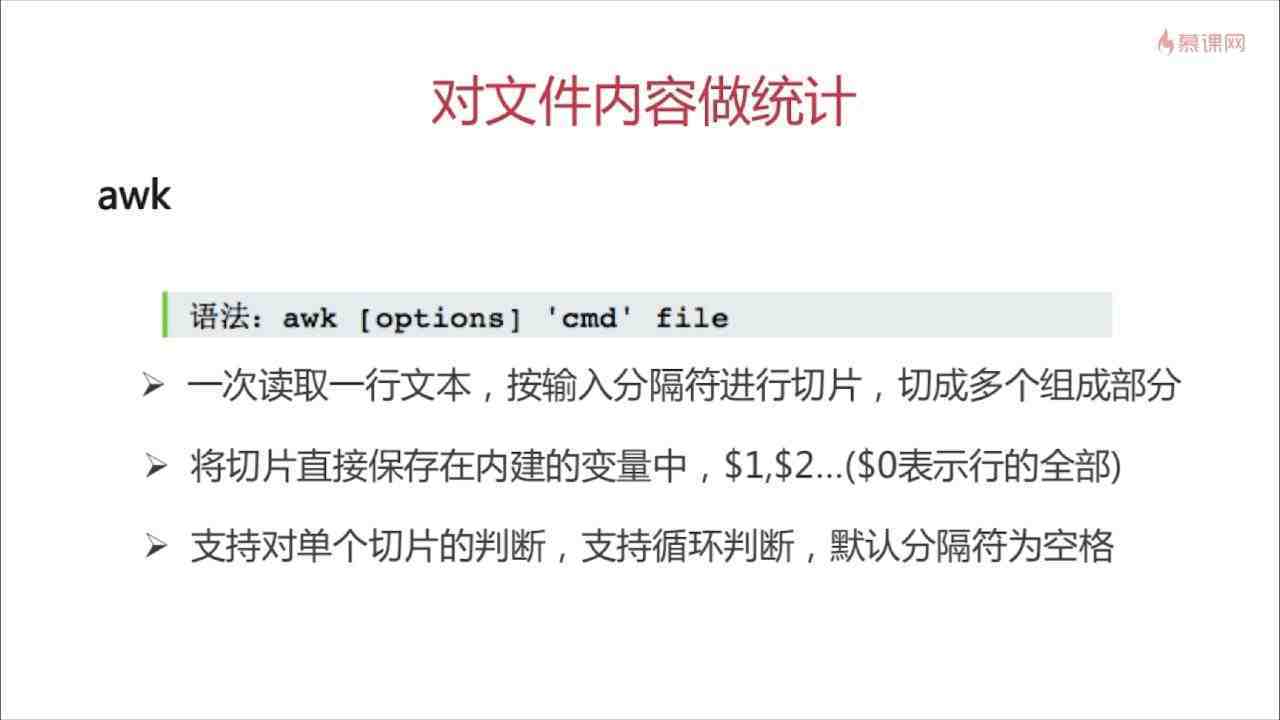 慕课网
对文件内容做统计
awk
语法：awk [options] 'cmd' file
一次读取一行文本，按输入分隔符进行切片，切成多个组成部分
将切片直接保存在内建的变量中，$1,$2...($0表示行的全部)
支持对单个切片的判断，支持循环判断，默认分隔符为空格